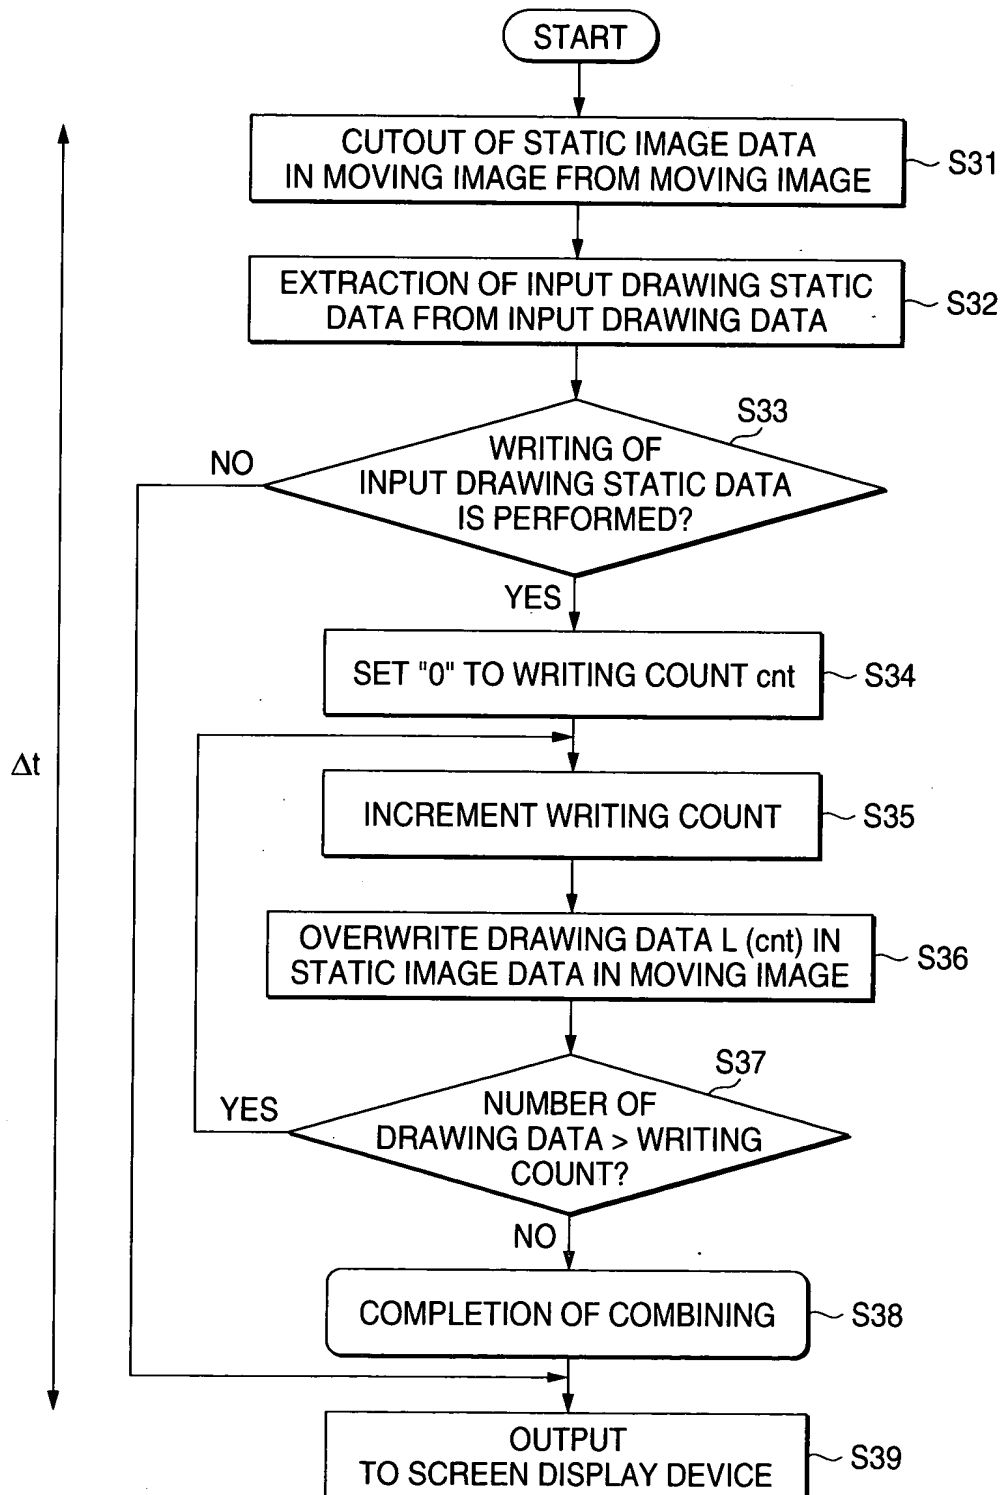 START
CUTOUT OF STATIC IMAGE DATA
IN MOVING IMAGE FROM MOVING IMAGE
S31
EXTRACTION OF INPUT DRAWING STATIC
DATA FROM INPUT DRAWING DATA
S32
S33
WRITING OF
INPUT DRAWING STATIC DATA
IS PERFORMED?
NO
YES
SET "0" TO WRITING COUNT cnt
S34
Δt
INCREMENT WRITING COUNT
S35
OVERWRITE DRAWING DATA L (cnt) IN
STATIC IMAGE DATA IN MOVING IMAGE
S36
S37
NUMBER OF
DRAWING DATA > WRITING
COUNT?
YES
NO
COMPLETION OF COMBINING
S38
OUTPUT
TO SCREEN DISPLAY DEVICE
S39